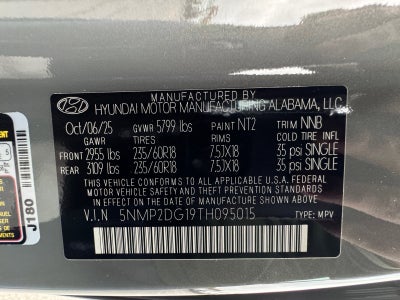 MANUFACTURED BY
HYUNDAI MOTOR MANUFACTURING ALABAMA, LLC.
Oct/06/25 GVWR 5799 lbs PAINT NT2 TRIM NNB
GAWR TIRES RIMS COLD TIRE INF.
FRONT 2955 lbs 235/60R18 7.5JX18 35 psi SINGLE
REAR 3109 lbs 235/60R18 7.5JX18 35 psi SINGLE
THIS VEHICLE CONFORMS TO ALL APPLICABLE U.S.A. FEDERAL
MOTOR VEHICLE SAFETY AND THEFT PREVENTION STANDARDS IN
EFFECT ON THE DATE OF MANUFACTURE SHOWN ABOVE.
V.I.N 5NMP2DG19TH095015 TYPE: MPV
J180